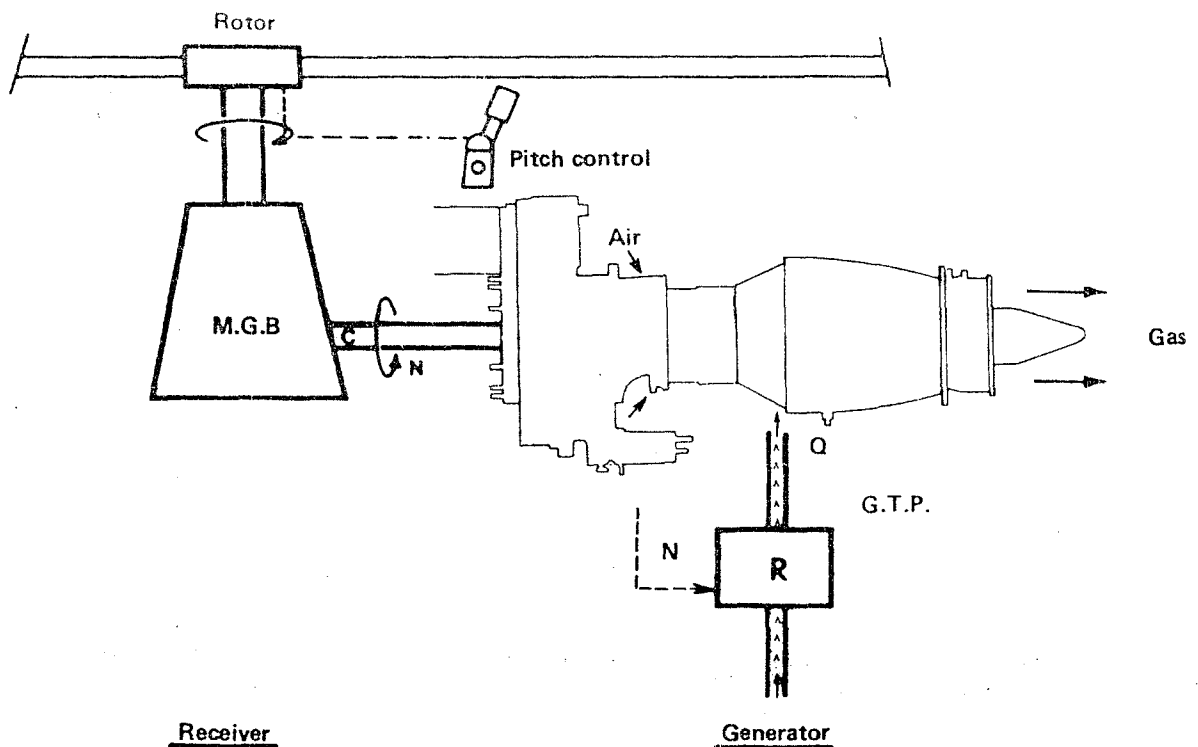 Rotor
Pitch control
Air
M.G.B
C
N
Gas
Q
G.T.P.
N
R
Receiver
Generator